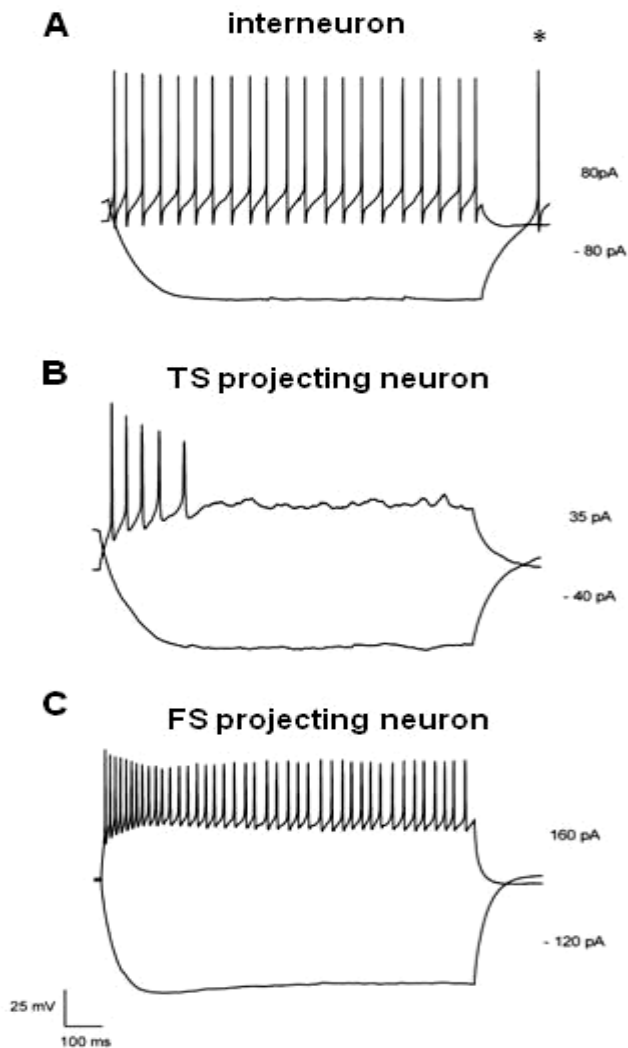 A
interneuron
*
80pA
- 80 pA
B
TS projecting neuron
35 pA
- 40 pA
C
FS projecting neuron
160 pA
- 120 pA
25 mV
100 ms